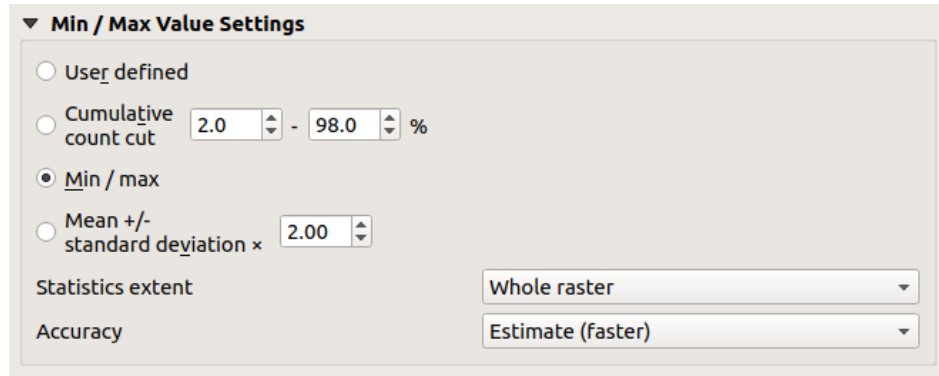 Min / Max Value Settings
User defined
Cumulative
count cut 2.0 - 98.0 %
Min / max
Mean +/-
standard deviation × 2.00
Statistics extent Whole raster
Accuracy Estimate (faster)